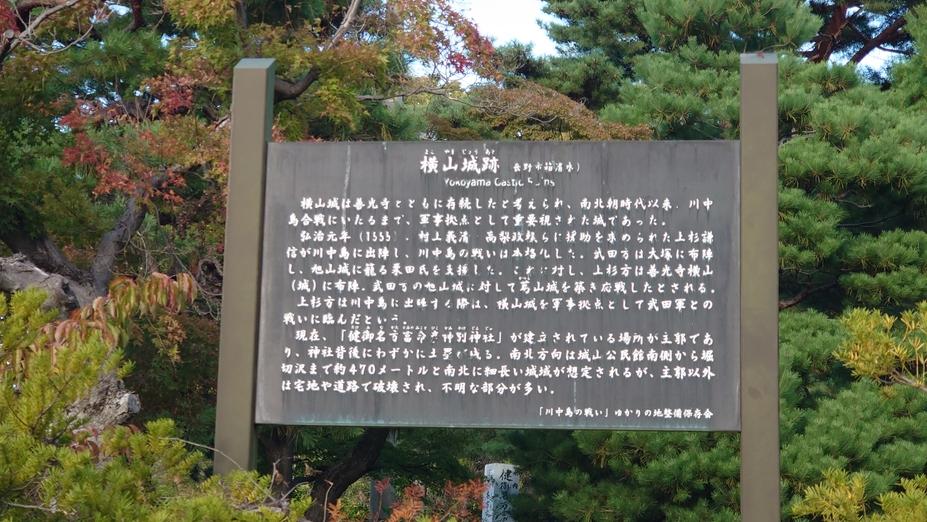 よこ やま じょう あと
横山城跡 長野市箱清水)
Yokoyama Castle Ruins
横山城は善光寺とともに存続したと考えられ、南北朝時代以来、川中
島合戦にいたるまで、軍事拠点として重要視された城であった。
弘治元年(1555)、村上義清 高梨政頼らに援助を求められた上杉謙
信が川中島に出陣し、川中島の戦いは本格化した。武田方は大塚に布陣
し、旭山城に籠る栗田氏を支援した。これに対し、上杉方は善光寺横山
(城)に布陣、武田方の旭山城に対して葛山城を築き応戦したとされる。
上杉方は川中島に出陣する際は、横山城を軍事拠点として武田軍との
戦いに臨んだという。
現在、「健御名方富命彦神別神社」が建立されている場所が主郭であ
り、神社背後にわずかに土塁が残る。南北方向は城山公民館南側から堀
切沢まで約470メートルと南北に細長い城域が想定されるが、主郭以外
は宅地や道路で破壊され、不明な部分が多い。
「川中島の戦い」ゆかりの地整備保存会
健御